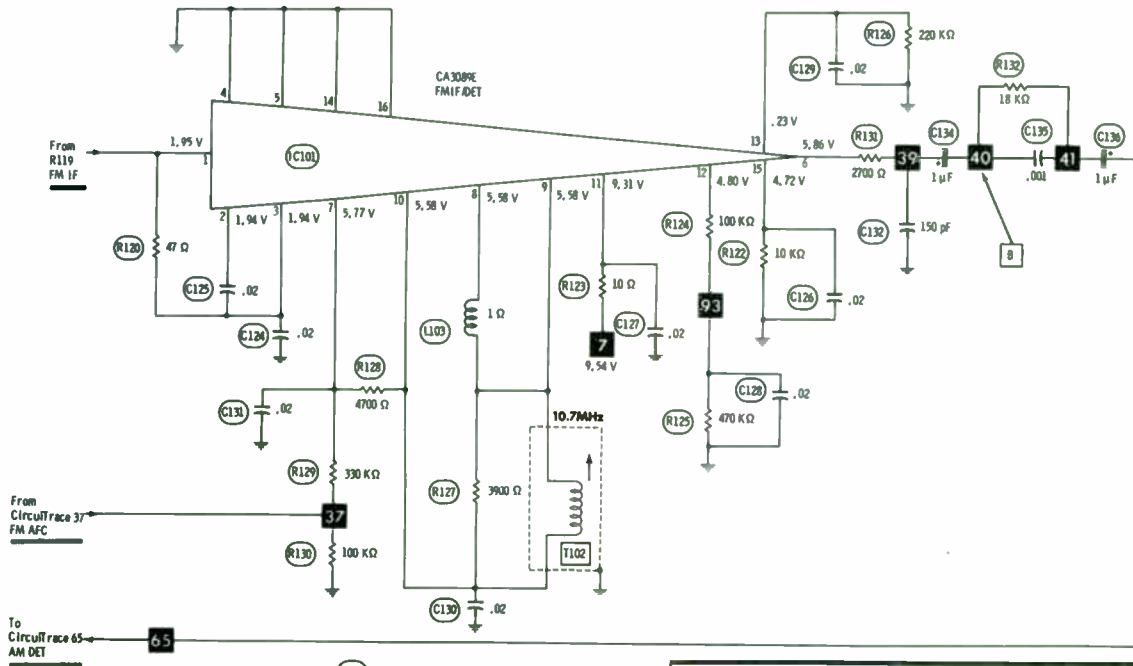 CA3089E
FM IF/DET
4
5
14
16
From
R119
FM IF
1.95 V
1
IC101
R126
220 KΩ
C129
.02
R132
18 KΩ
13
.23 V
5.86 V
6
R131
2700 Ω
39
C134
+
1 µF
40
C135
.001
41
C136
+
1 µF
2
1.94 V
3
1.94 V
7
5.77 V
10
5.58 V
8
5.58 V
9
5.58 V
11
9.31 V
12
4.80 V
15
4.72 V
R120
47 Ω
C125
.02
C124
.02
R124
100 KΩ
R122
10 KΩ
C126
.02
C132
150 pF
B
L103
1 Ω
R123
10 Ω
C127
.02
7
9.54 V
93
C131
.02
R128
4700 Ω
10.7MHz
R125
470 KΩ
C128
.02
R129
330 KΩ
R127
3900 Ω
From
CircuiTrace 37
FM AFC
37
R130
100 KΩ
T102
C130
.02
To
CircuiTrace 65
AM DET
65